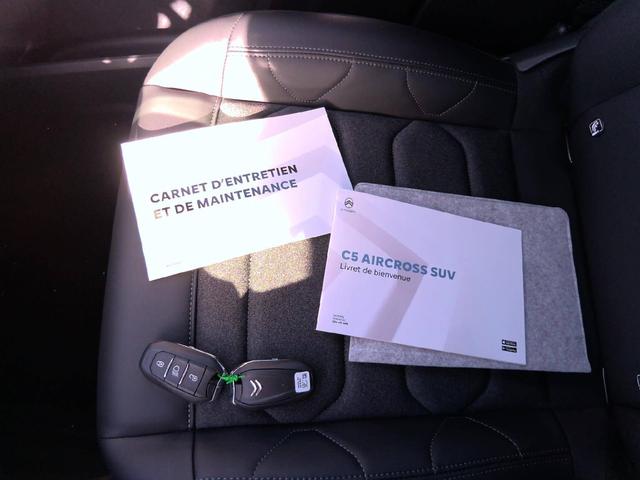 CARNET D'ENTRETIEN
ET DE MAINTENANCE
C5 AIRCROSS SUV
Livret de bienvenue